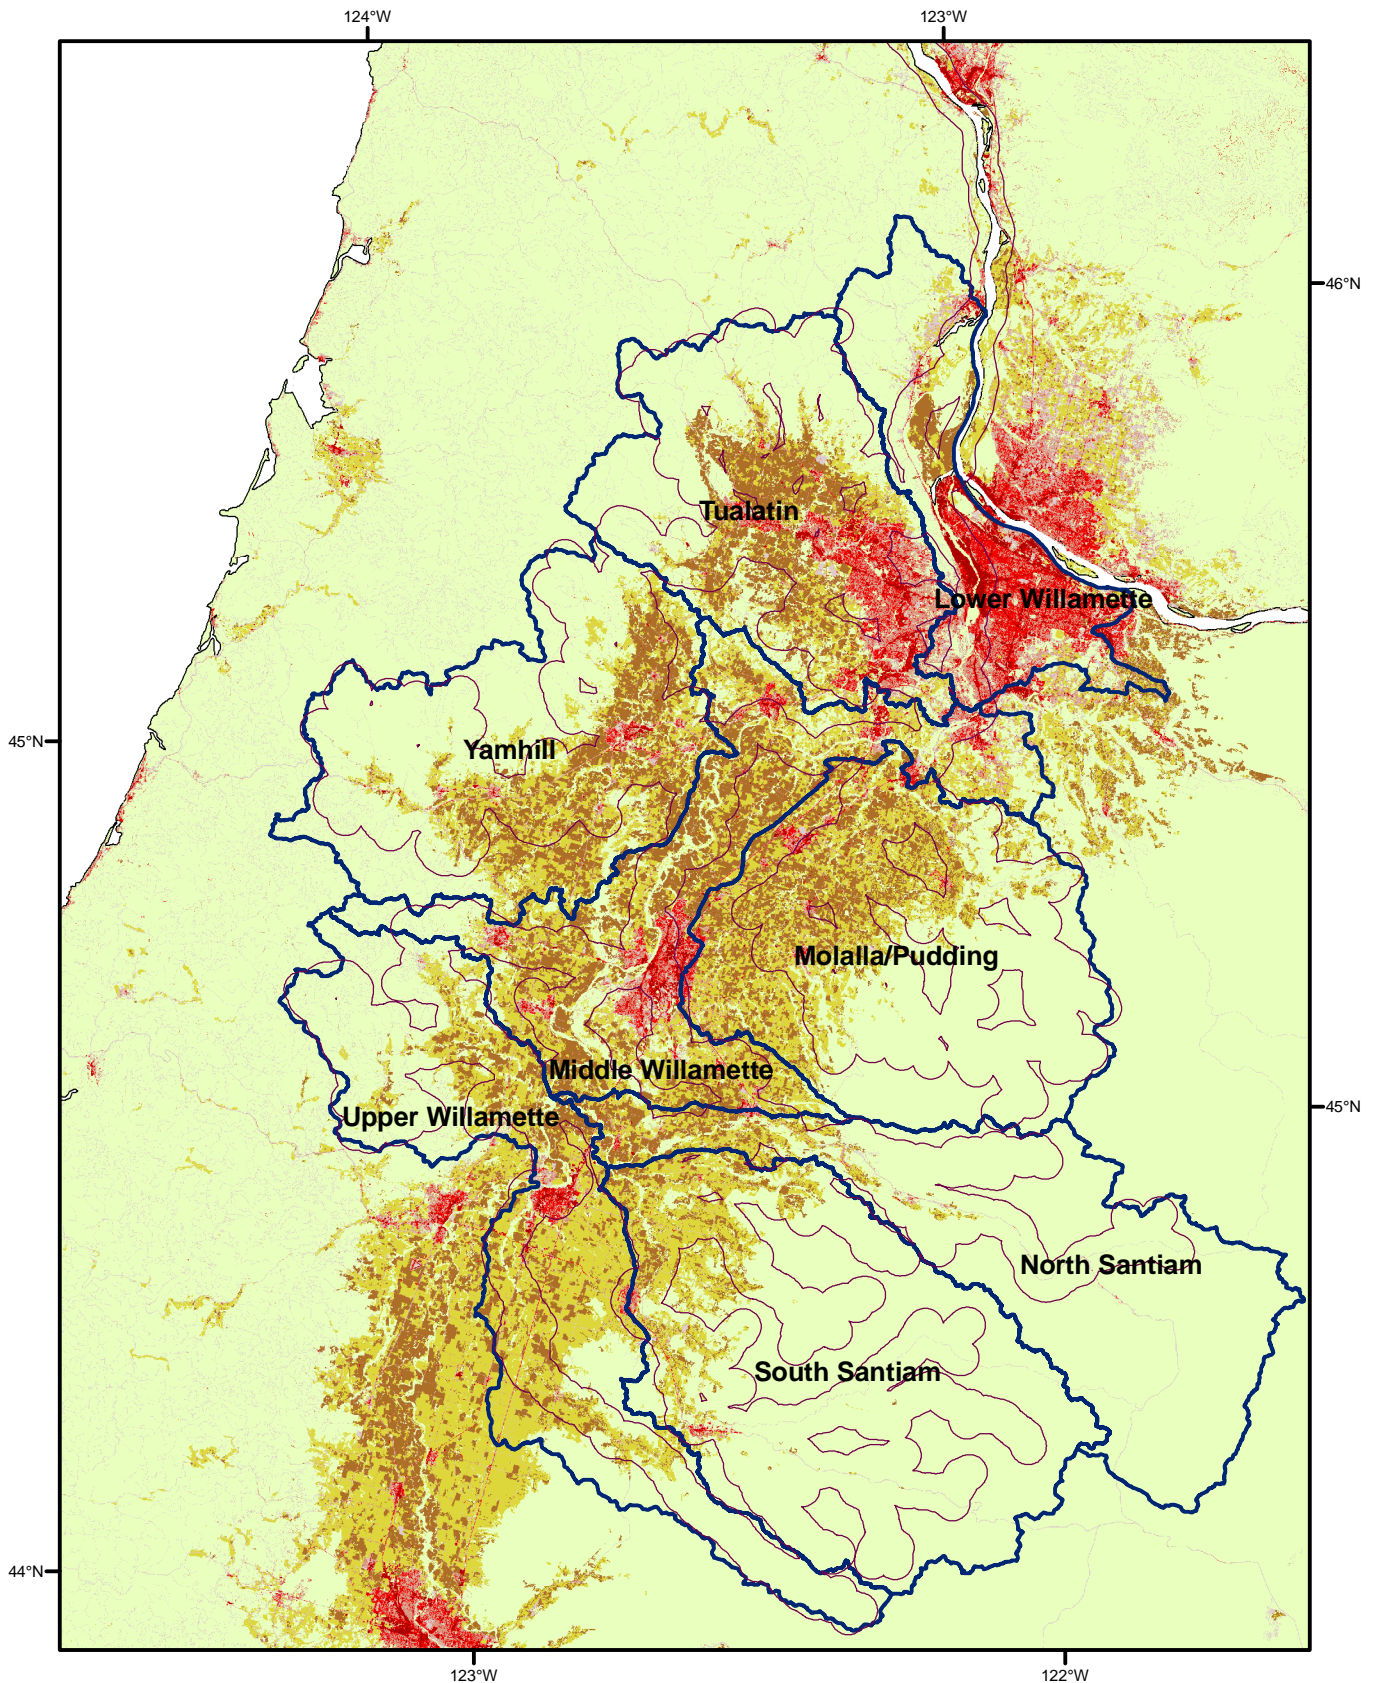 124°W
123°W
46°N
Tualatin
Lower Willamette
45°N
Yamhill
Molalla/Pudding
Middle Willamette
Upper Willamette
45°N
North Santiam
South Santiam
44°N
123°W
122°W